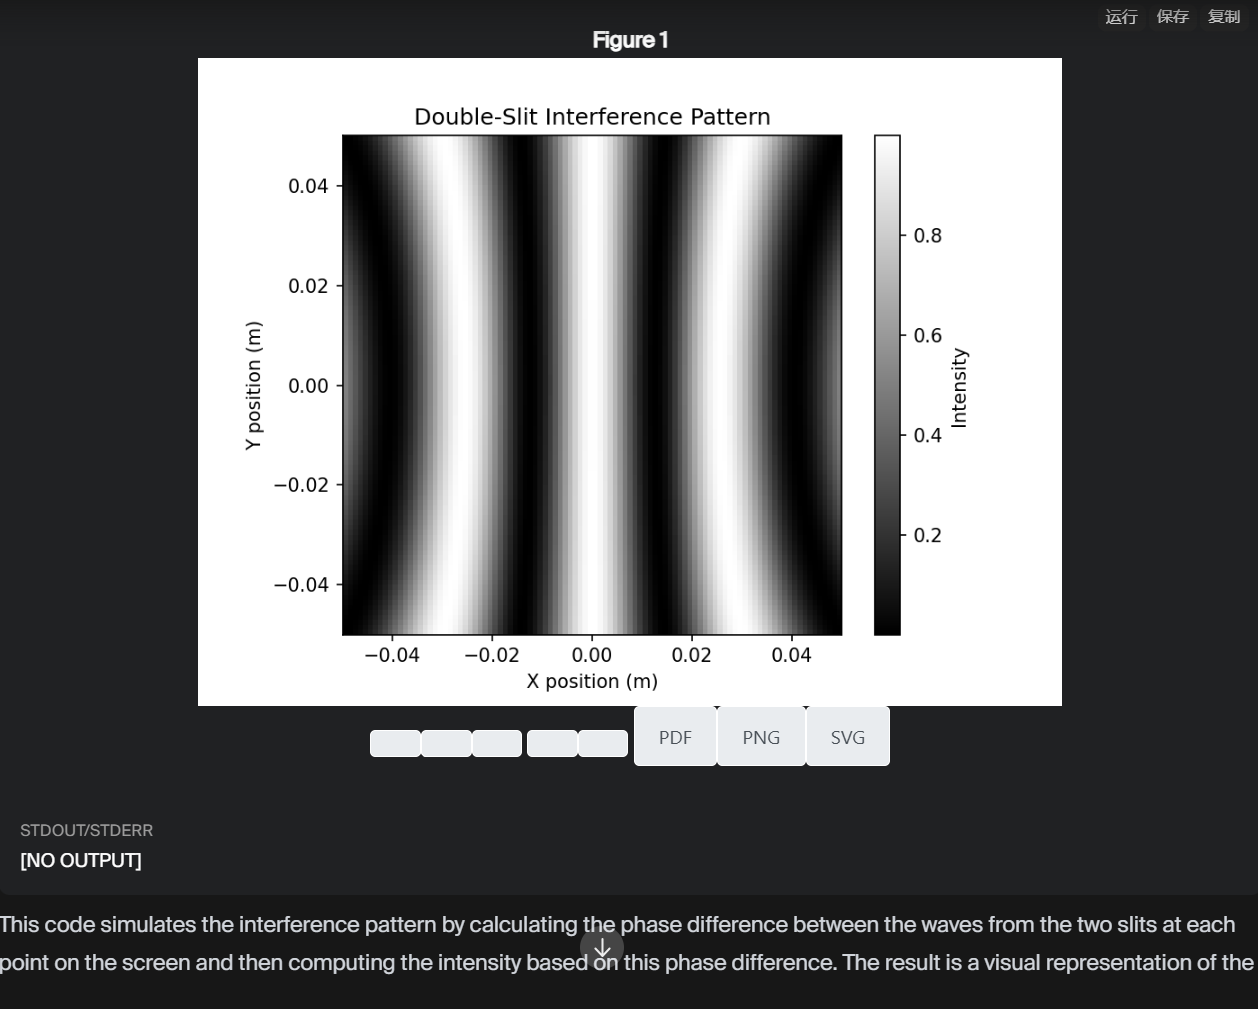 运行 保存 复制
Figure 1
Double-Slit Interference Pattern
0.04
0.02
0.00
−0.02
−0.04
Y position (m)
−0.04 −0.02 0.00 0.02 0.04
X position (m)
0.8
0.6
0.4
0.2
Intensity
PDF PNG SVG
STDOUT/STDERR
[NO OUTPUT]
This code simulates the interference pattern by calculating the phase difference between the waves from the two slits at each
point on the screen and then computing the intensity based on this phase difference. The result is a visual representation of the